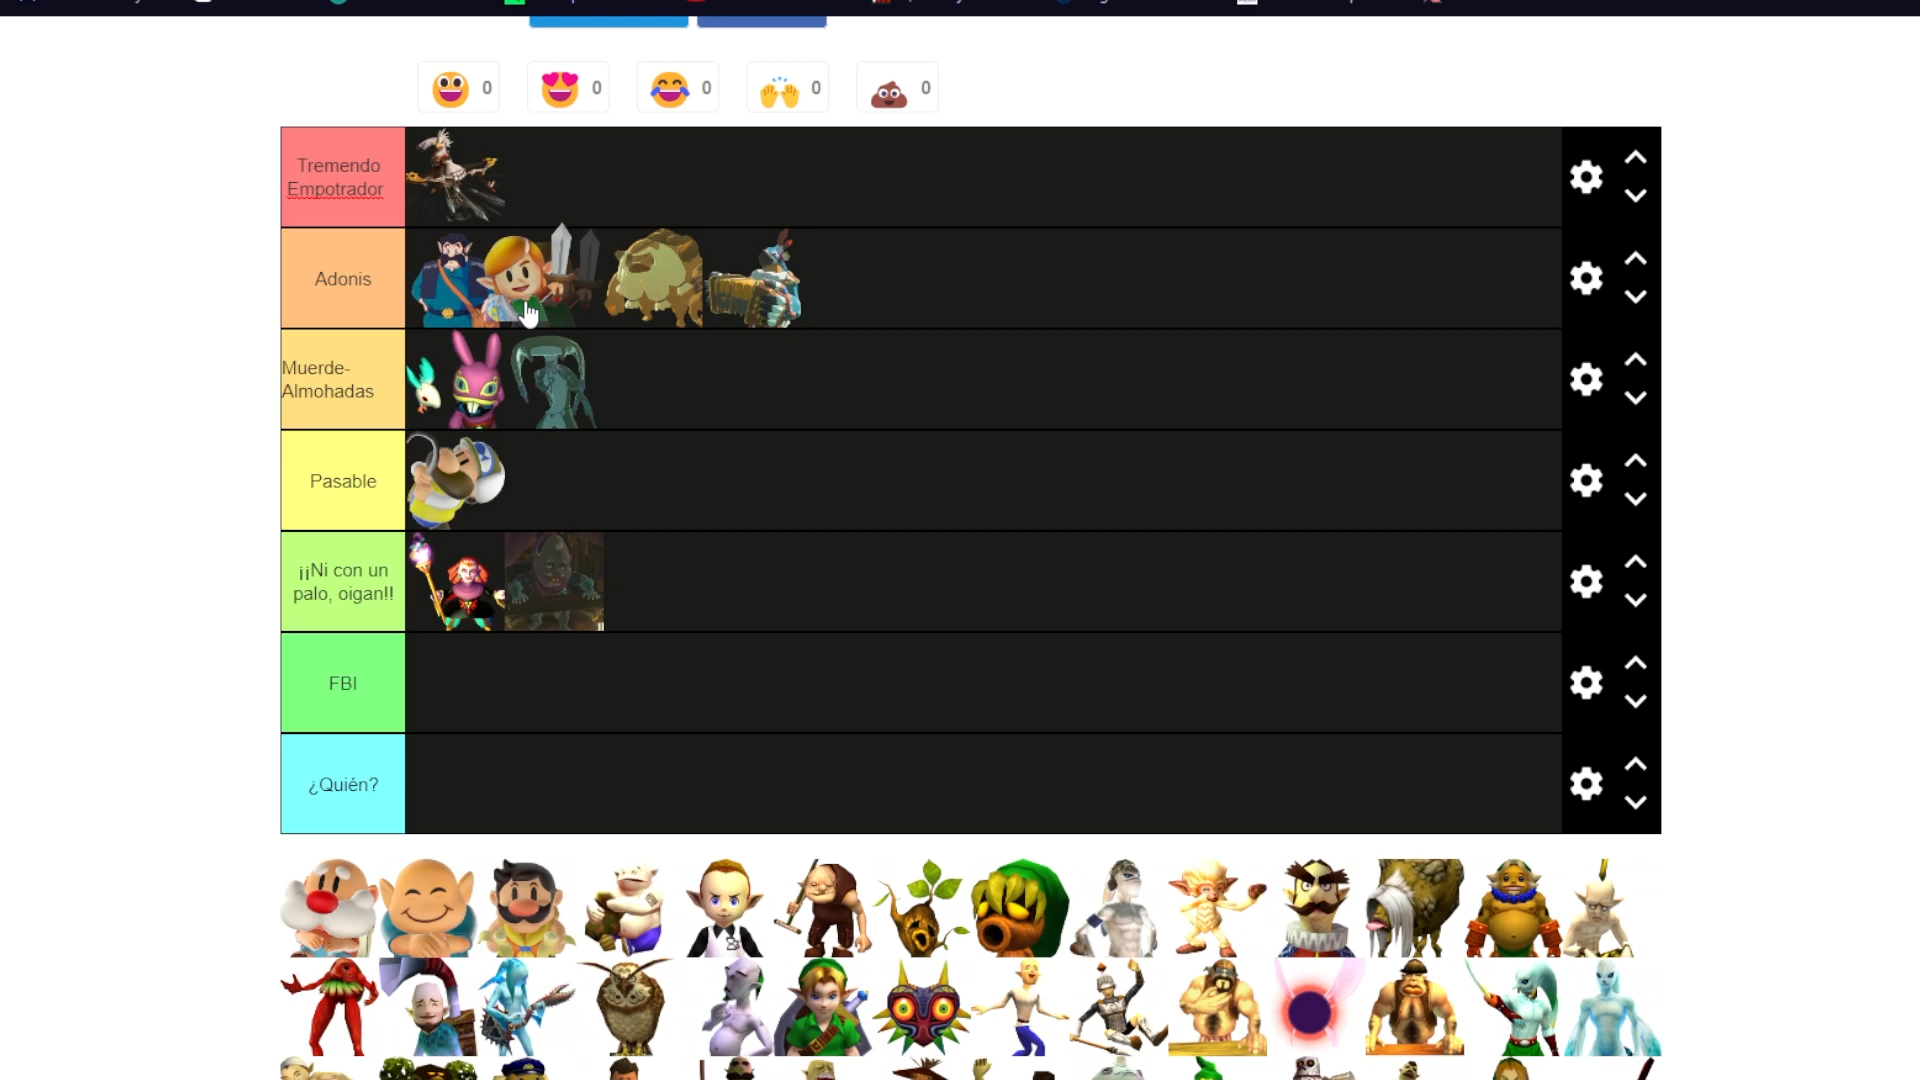 0
0
0
0
0
Tremendo
Empotrador
Adonis
Muerde-
Almohadas
Pasable
¡¡Ni con un
palo, oigan!!
FBI
¿Quién?